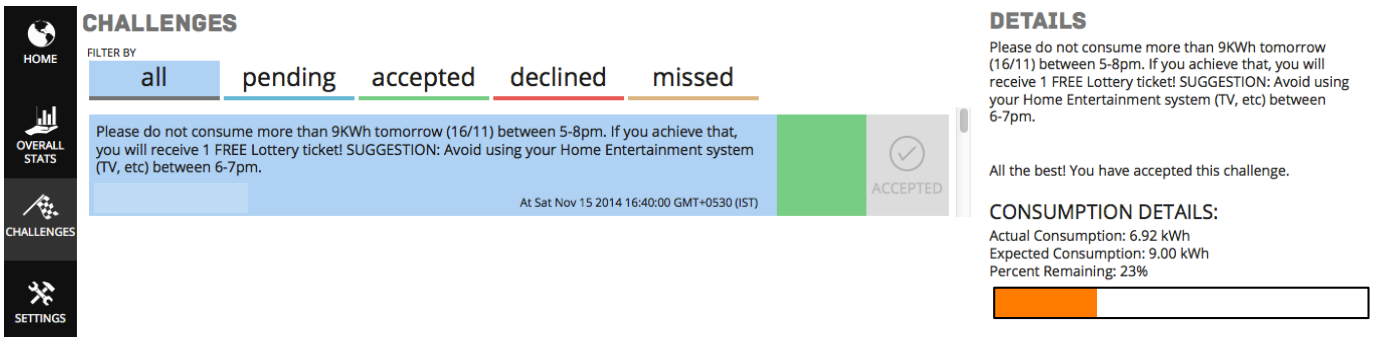 HOME
OVERALL
STATS
CHALLENGES
SETTINGS
CHALLENGES
FILTER BY
all pending accepted declined missed
Please do not consume more than 9KWh tomorrow (16/11) between 5-8pm. If you achieve that,
you will receive 1 FREE Lottery ticket! SUGGESTION: Avoid using your Home Entertainment system
(TV, etc) between 6-7pm.
At Sat Nov 15 2014 16:40:00 GMT+0530 (IST)
ACCEPTED
DETAILS
Please do not consume more than 9KWh tomorrow
(16/11) between 5-8pm. If you achieve that, you will
receive 1 FREE Lottery ticket! SUGGESTION: Avoid using
your Home Entertainment system (TV, etc) between
6-7pm.
All the best! You have accepted this challenge.
CONSUMPTION DETAILS:
Actual Consumption: 6.92 kWh
Expected Consumption: 9.00 kWh
Percent Remaining: 23%